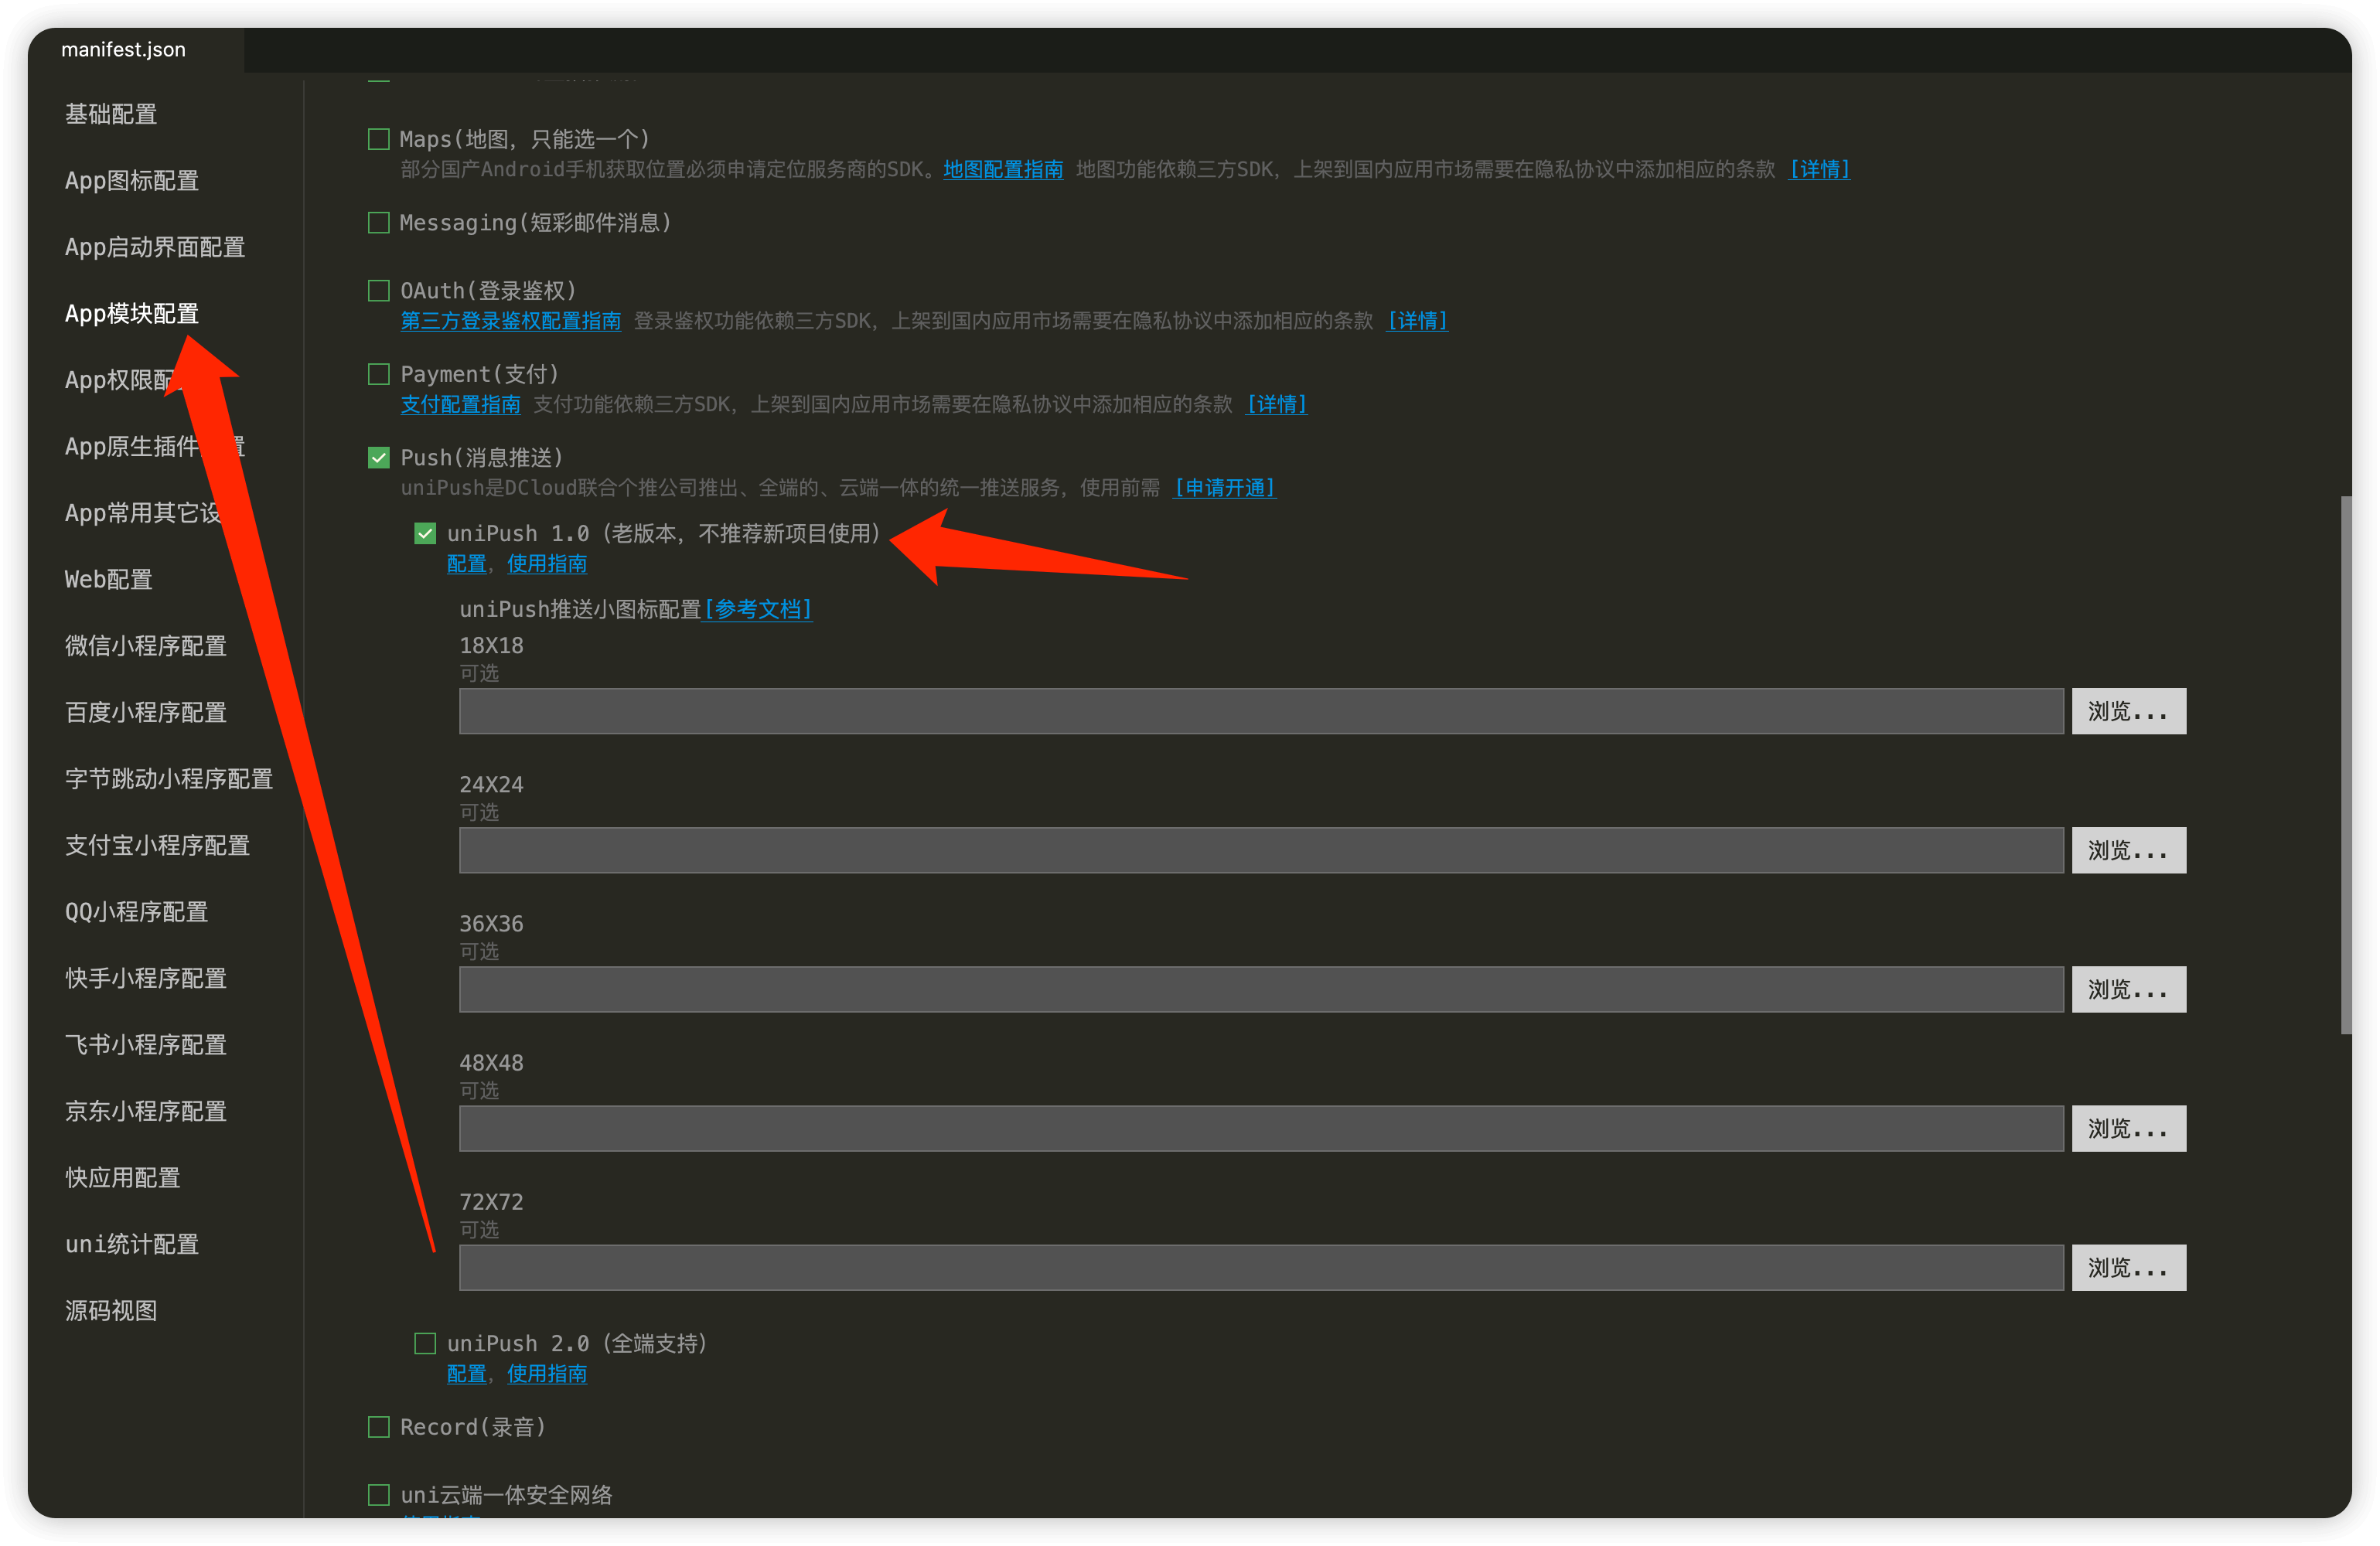 manifest.json
基础配置
App图标配置
App启动界面配置
App模块配置
App权限配
App原生插件 置
App常用其它设
Web配置
微信小程序配置
百度小程序配置
字节跳动小程序配置
支付宝小程序配置
QQ小程序配置
快手小程序配置
飞书小程序配置
京东小程序配置
快应用配置
uni统计配置
源码视图
Maps(地图，只能选一个)
部分国产Android手机获取位置必须申请定位服务商的SDK。地图配置指南 地图功能依赖三方SDK，上架到国内应用市场需要在隐私协议中添加相应的条款 [详情]
Messaging(短彩邮件消息)
OAuth(登录鉴权)
第三方登录鉴权配置指南 登录鉴权功能依赖三方SDK，上架到国内应用市场需要在隐私协议中添加相应的条款 [详情]
Payment(支付)
支付配置指南 支付功能依赖三方SDK，上架到国内应用市场需要在隐私协议中添加相应的条款 [详情]
Push(消息推送)
uniPush是DCloud联合个推公司推出、全端的、云端一体的统一推送服务，使用前需 [申请开通]
uniPush 1.0（老版本，不推荐新项目使用）
配置，使用指南
uniPush推送小图标配置[参考文档]
18X18
可选
浏览...
24X24
可选
浏览...
36X36
可选
浏览...
48X48
可选
浏览...
72X72
可选
浏览...
uniPush 2.0（全端支持）
配置，使用指南
Record(录音)
uni云端一体安全网络